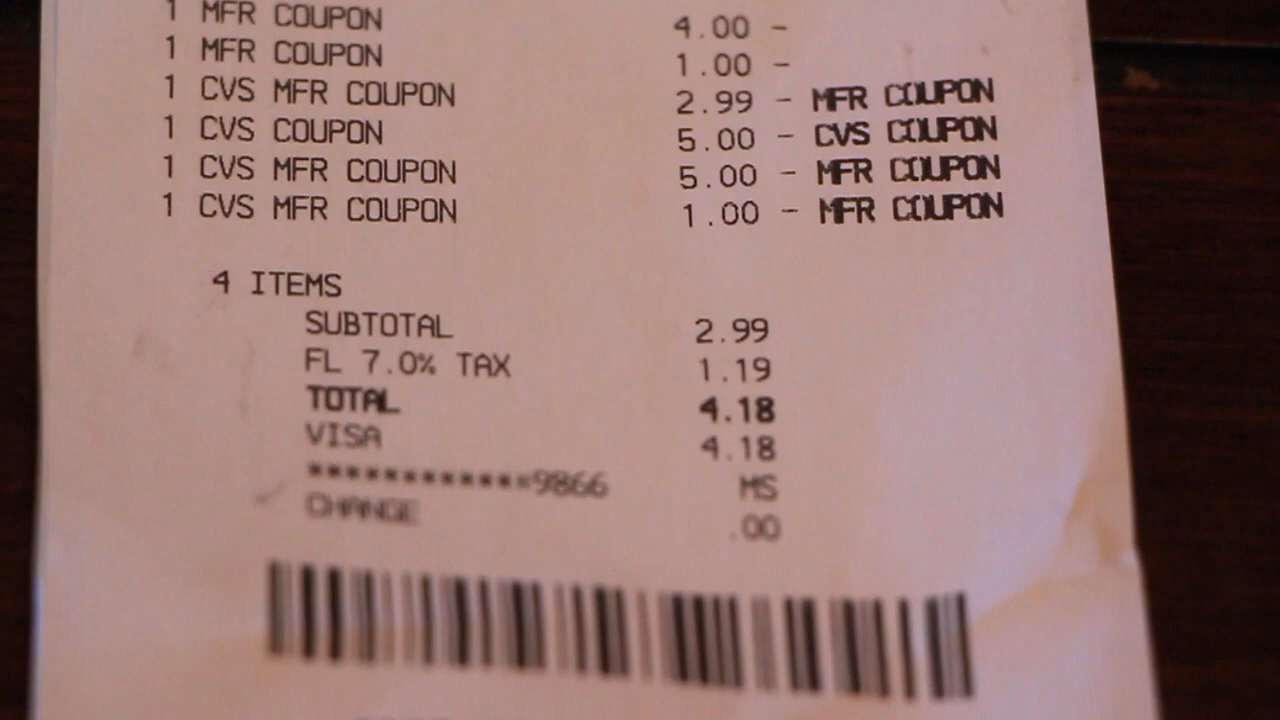 1 MFR COUPON 4.00 -
1 MFR COUPON 1.00 -
1 CVS MFR COUPON 2.99 - MFR COUPON
1 CVS COUPON 5.00 - CVS COUPON
1 CVS MFR COUPON 5.00 - MFR COUPON
1 CVS MFR COUPON 1.00 - MFR COUPON
4 ITEMS
SUBTOTAL 2.99
FL 7.0% TAX 1.19
TOTAL 4.18
VISA 4.18
************9866 MS
CHANGE .00